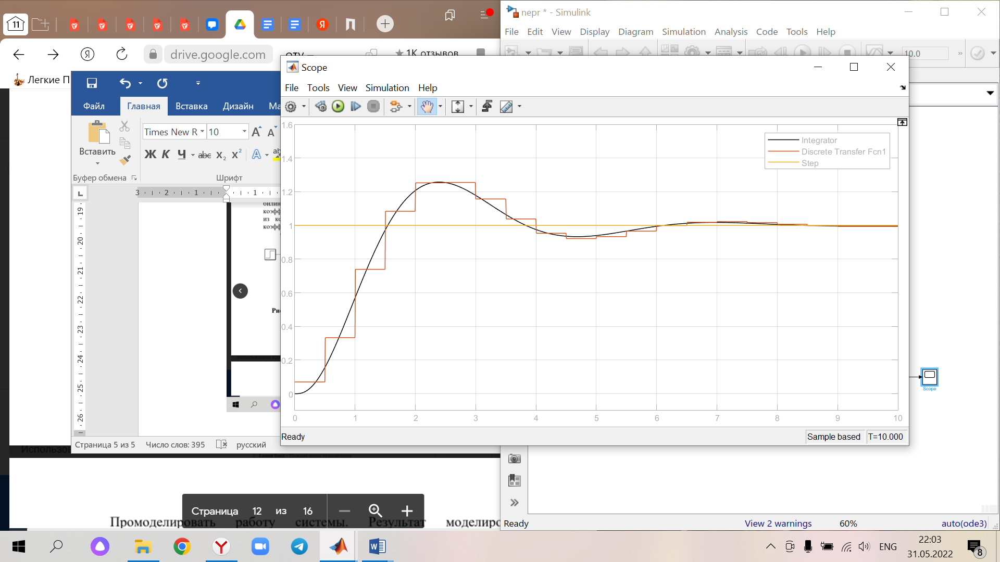 11
drive.google.com
★ 1К отзывов
Легкие П
Файл
Главная
Вставка
Дизайн
Вставить
Times New R
10
Ж К Ч abc X₂ X²
Буфер обмена
Шрифт
3 2 1 1
19
20
21
22
23
24
25
26
коэфф
из
коэфф
Страница 5 из 5
Число слов: 395
русский
Страница 12 из 16
Промоделировать работу системы. Результат
nepr * - Simulink
File Edit View Display Diagram Simulation Analysis Code Tools Help
10.0
Scope
File Tools View Simulation Help
Integrator
Discrete Transfer Fcn1
Step
1.6
1.4
1.2
1
0.8
0.6
0.4
0.2
0
0 1 2 3 4 5 6 7 8 9 10
Ready
Sample based
T=10.000
Scope
Ready
View 2 warnings
60%
auto(ode3)
ENG
22:03
31.05.2022
8